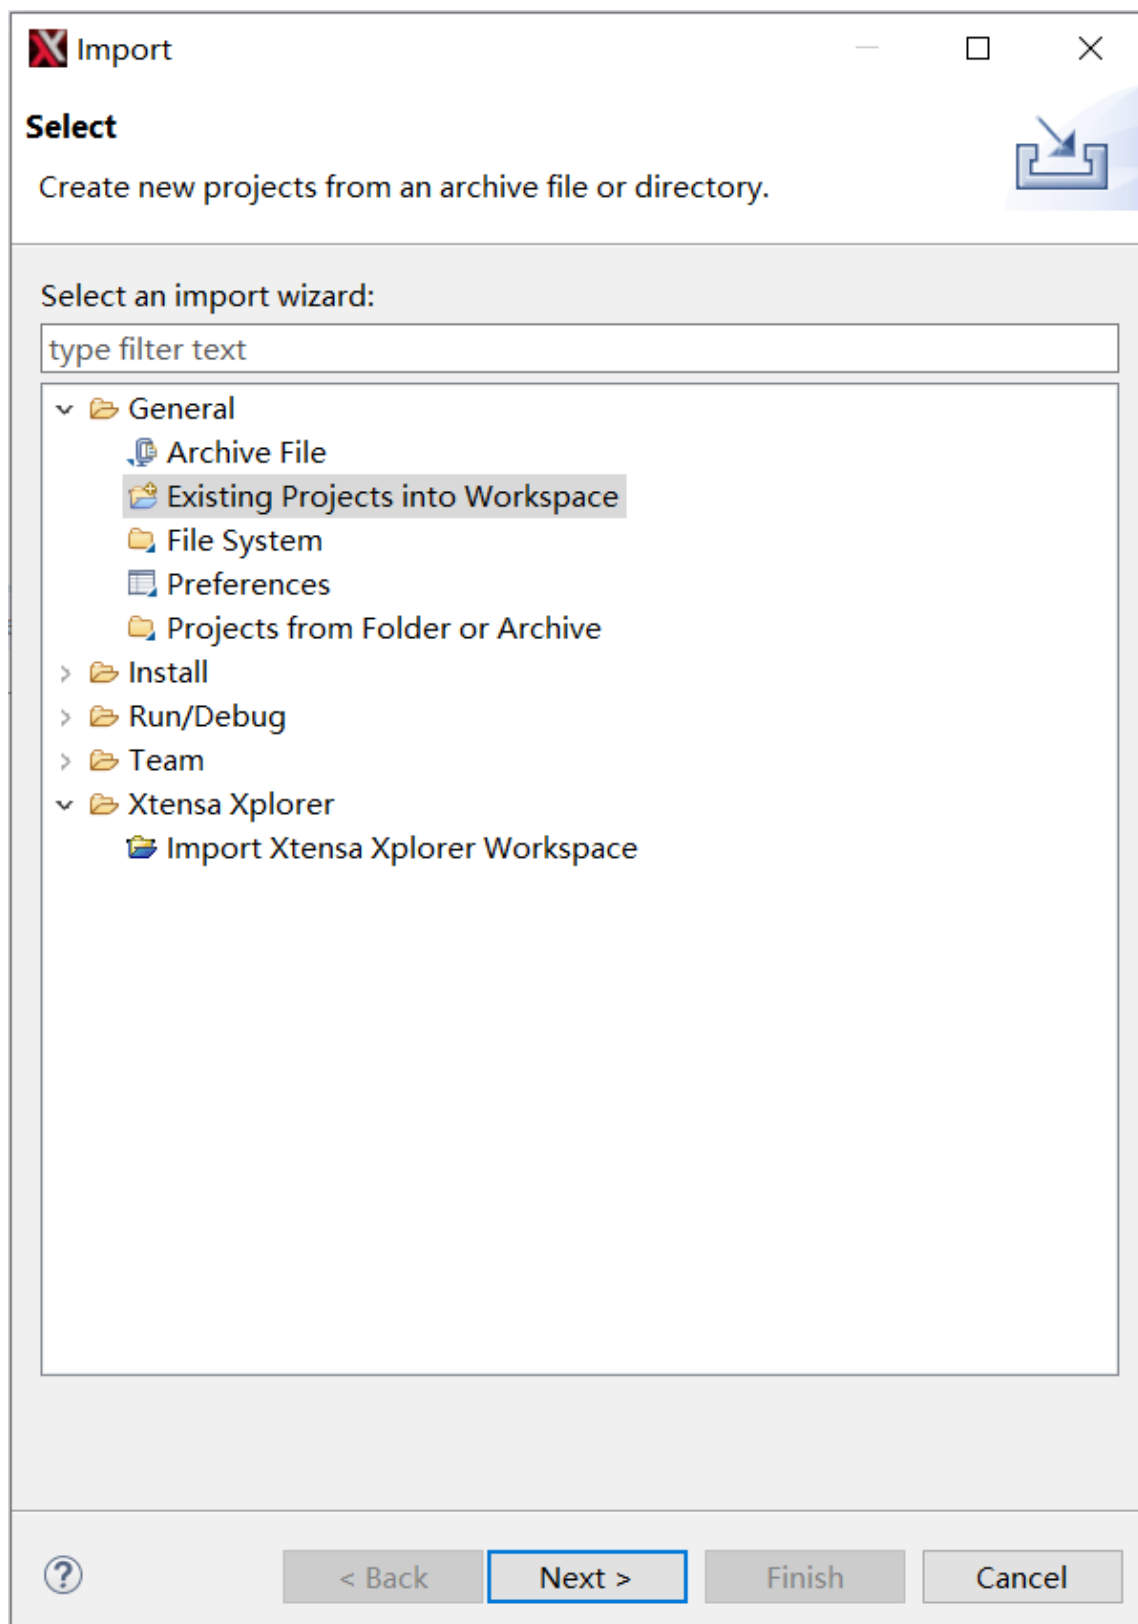 Import
Select
Create new projects from an archive file or directory.
Select an import wizard:
type filter text
General
Archive File
Existing Projects into Workspace
File System
Preferences
Projects from Folder or Archive
Install
Run/Debug
Team
Xtensa Xplorer
Import Xtensa Xplorer Workspace
< Back Next > Finish Cancel